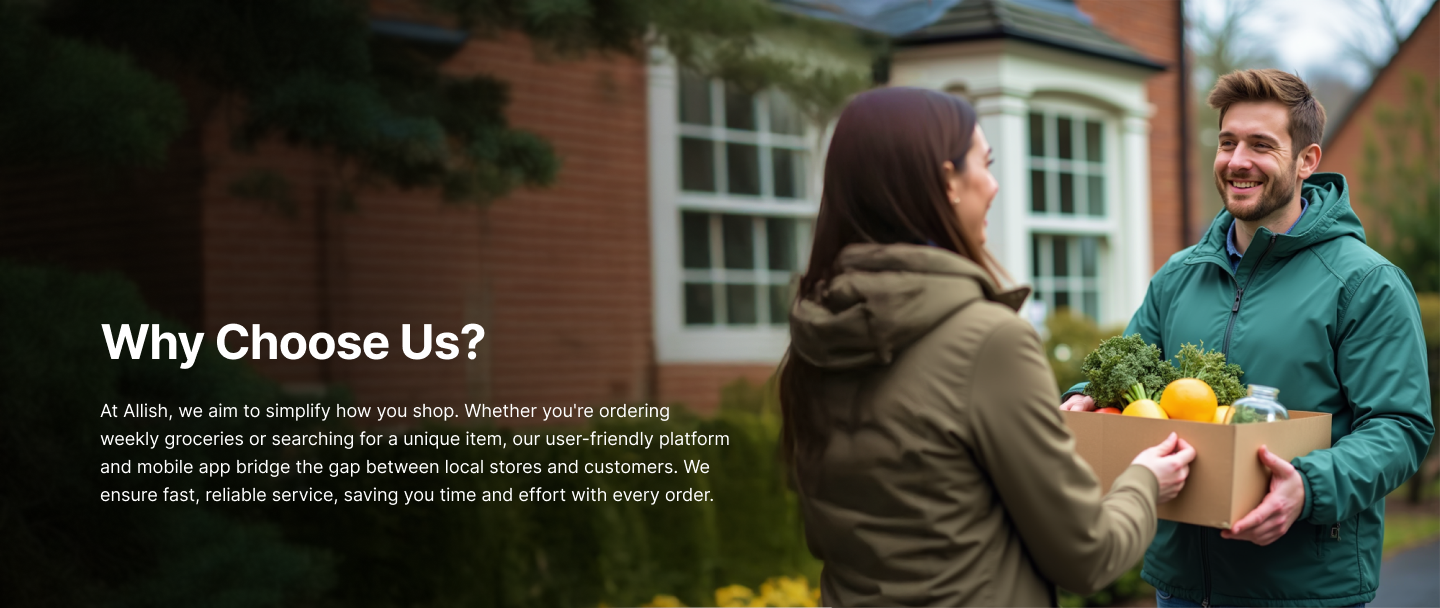 Why Choose Us?
At Allish, we aim to simplify how you shop. Whether you're ordering
weekly groceries or searching for a unique item, our user-friendly platform
and mobile app bridge the gap between local stores and customers. We
ensure fast, reliable service, saving you time and effort with every order.